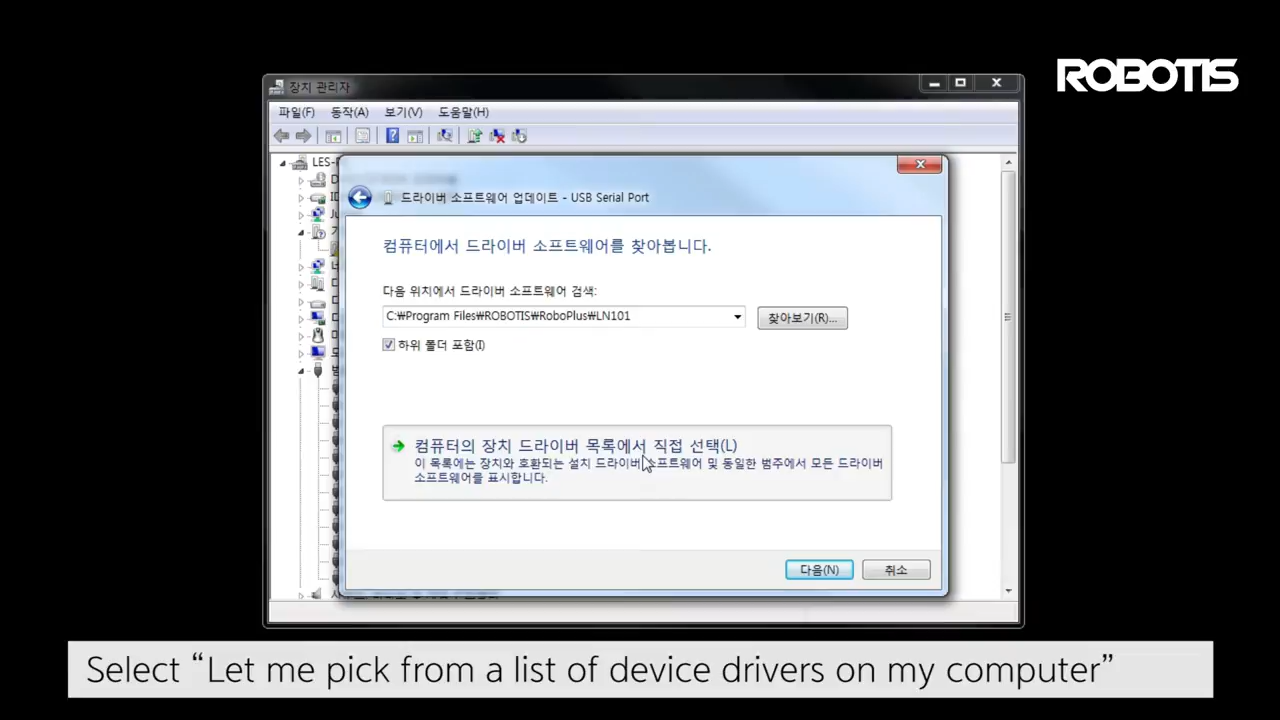 ROBOTIS
장치 관리자
파일(F) 동작(A) 보기(V) 도움말(H)
드라이버 소프트웨어 업데이트 - USB Serial Port
컴퓨터에서 드라이버 소프트웨어를 찾아봅니다.
다음 위치에서 드라이버 소프트웨어 검색:
C:₩Program Files₩ROBOTIS₩RoboPlus₩LN101
찾아보기(R)...
하위 폴더 포함(I)
컴퓨터의 장치 드라이버 목록에서 직접 선택(L)
이 목록에는 장치와 호환되는 설치 드라이버 소프트웨어 및 동일한 범주에서 모든 드라이버
소프트웨어를 표시합니다.
다음(N) 취소
Select “Let me pick from a list of device drivers on my computer”